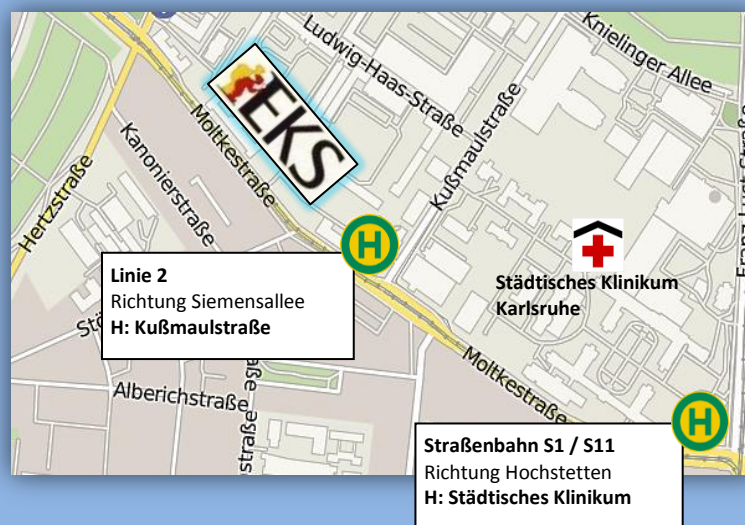 Ludwig-Haas-Straße
Knielinger Allee
EKS
Moltkestraße
Kanonierstraße
Hertzstraße
Kußmaulstraße
H
Linie 2
Richtung Siemensallee
H: Kußmaulstraße
Städtisches Klinikum
Karlsruhe
Moltkestraße
Alberichstraße
H
Straßenbahn S1 / S11
Richtung Hochstetten
H: Städtisches Klinikum